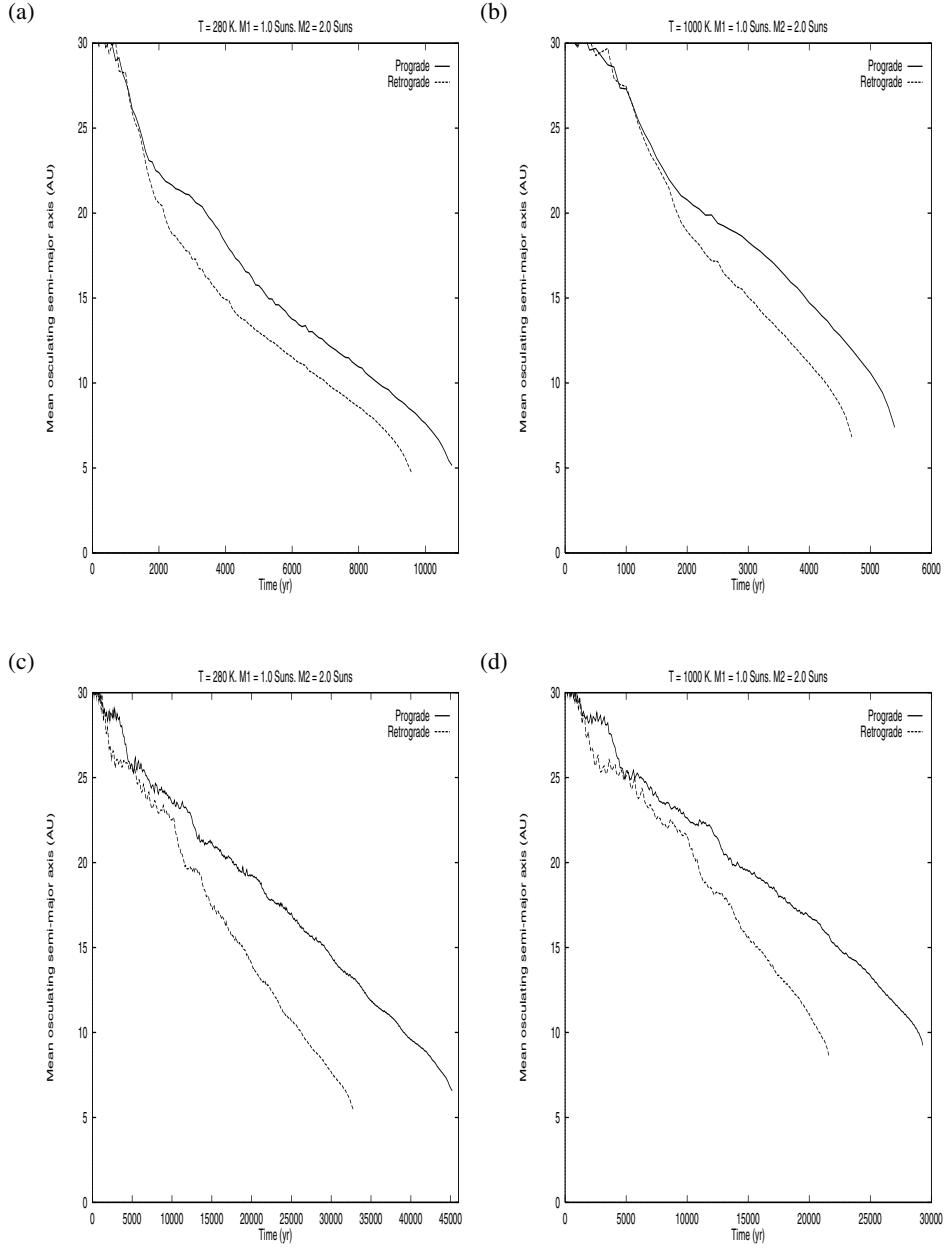 (a)
T = 280 K. M1 = 1.0 Suns. M2 = 2.0 Suns
Prograde
Retrograde
Mean osculating semi-major axis (AU)
30
25
20
15
10
5
0
0 2000 4000 6000 8000 10000
Time (yr)
(b)
T = 1000 K. M1 = 1.0 Suns. M2 = 2.0 Suns
Prograde
Retrograde
Mean osculating semi-major axis (AU)
30
25
20
15
10
5
0
0 1000 2000 3000 4000 5000 6000
Time (yr)
(c)
T = 280 K. M1 = 1.0 Suns. M2 = 2.0 Suns
Prograde
Retrograde
Mean osculating semi-major axis (AU)
30
25
20
15
10
5
0
0 5000 10000 15000 20000 25000 30000 35000 40000 45000
Time (yr)
(d)
T = 1000 K. M1 = 1.0 Suns. M2 = 2.0 Suns
Prograde
Retrograde
Mean osculating semi-major axis (AU)
30
25
20
15
10
5
0
0 5000 10000 15000 20000 25000 30000
Time (yr)